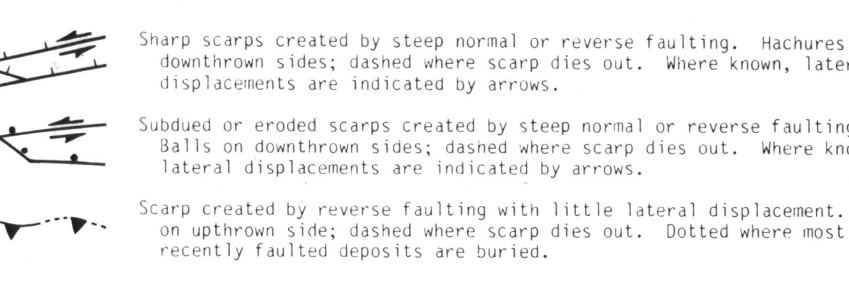 Sharp scarps created by steep normal or reverse faulting. Hachures
downthrown sides; dashed where scarp dies out. Where known, later
displacements are indicated by arrows.
Subdued or eroded scarps created by steep normal or reverse faulting
Balls on downthrown sides; dashed where scarp dies out. Where kno
lateral displacements are indicated by arrows.
Scarp created by reverse faulting with little lateral displacement.
on upthrown side; dashed where scarp dies out. Dotted where most
recently faulted deposits are buried.